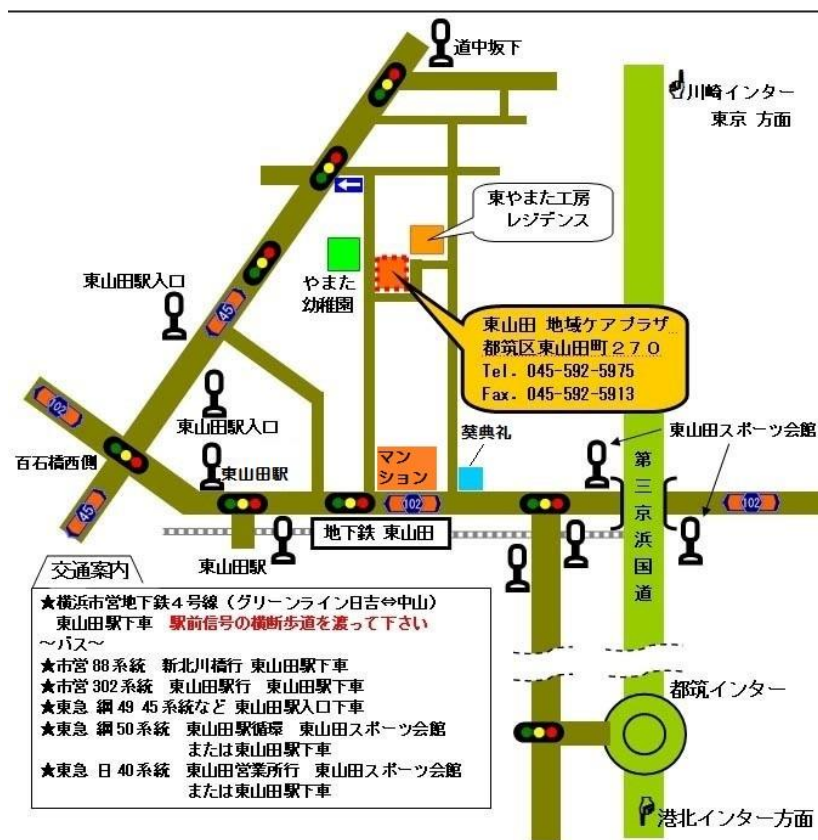 道中坂下
川崎インター
東京 方面
東やまた工房
レジデンス
やまた
幼稚園
東山田駅入口
45
東山田 地域ケアプラザ
都筑区東山田町270
Tel. 045-592-5975
Fax. 045-592-5913
102
東山田駅入口
百石橋西側
東山田駅
マン
ション
葵典礼
東山田スポーツ会館
第三京浜国道
45
102
102
地下鉄 東山田
東山田駅
交通案内
★横浜市営地下鉄4号線（グリーンライン日吉⇔中山）
東山田駅下車 駅前信号の横断歩道を渡って下さい
～バス～
★市営88系統 新北川橋行 東山田駅下車
★市営302系統 東山田駅行 東山田駅下車
★東急 綱49 45系統など 東山田駅入口下車
★東急 綱50系統 東山田駅循環 東山田スポーツ会館
または東山田駅下車
★東急 日40系統 東山田営業所行 東山田スポーツ会館
または東山田駅下車
都筑インター
港北インター方面